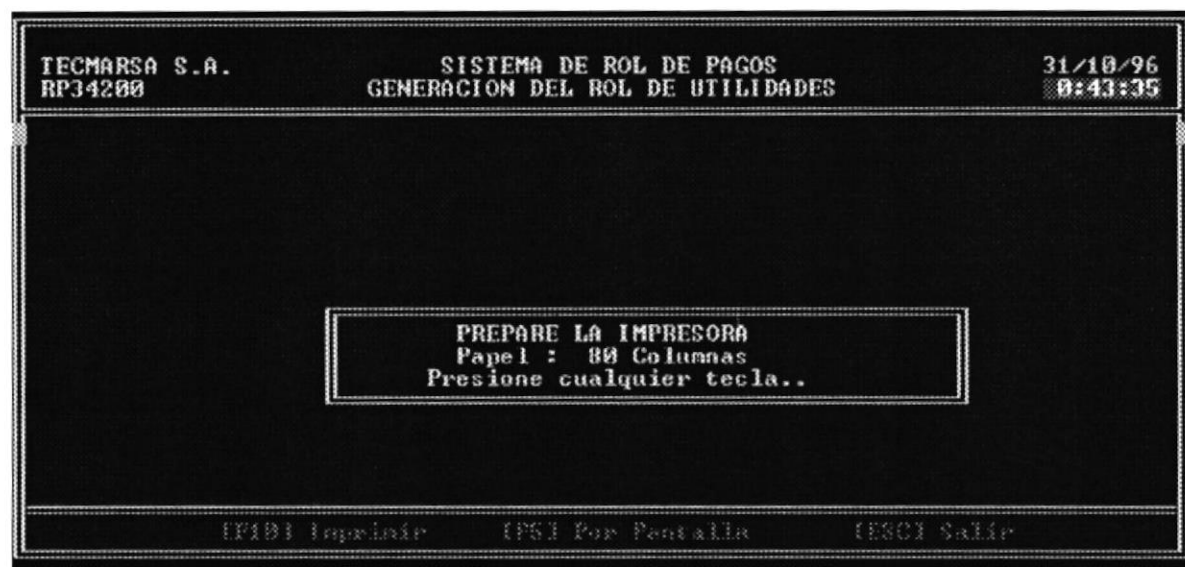 TECMARSA S.A. SISTEMA DE ROL DE PAGOS 31/10/96
RP34200 GENERACION DEL ROL DE UTILIDADES 0:43:35
PREPARE LA IMPRESORA
Papel : 80 Columnas
Presione cualquier tecla..
[F10] Imprimir [F5] Por Pantalla [ESC] Salir